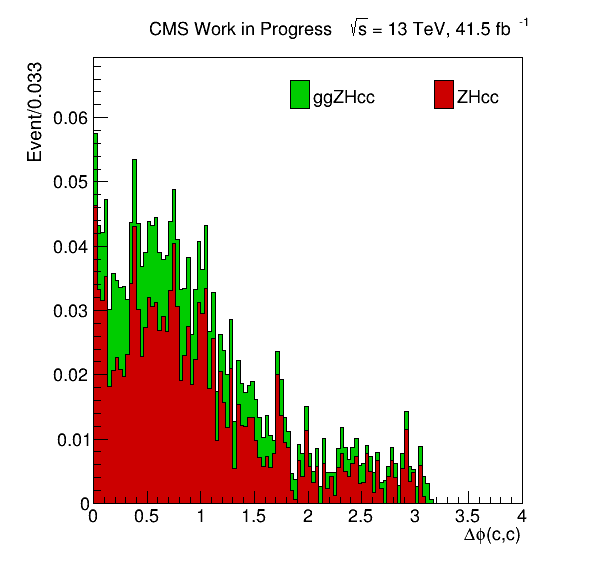 CMS Work in Progress √s = 13 TeV, 41.5 fb⁻¹
Event/0.033
ggZHcc ZHcc
0.06
0.05
0.04
0.03
0.02
0.01
0
0 0.5 1 1.5 2 2.5 3 3.5 4
Δϕ(c,c)